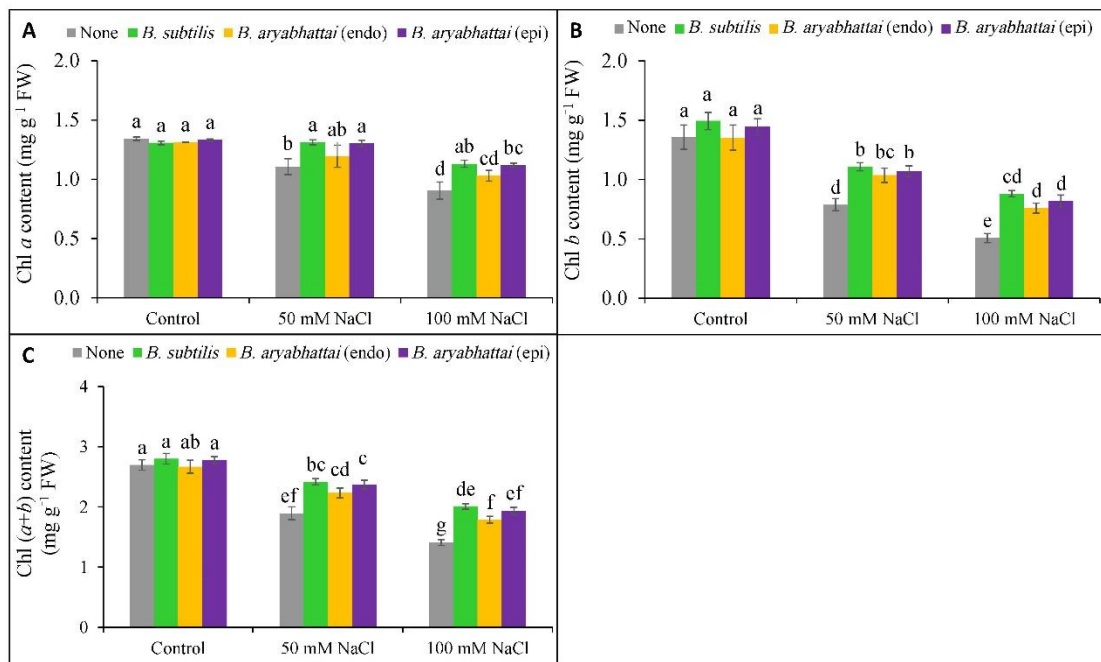 A
None B. subtilis B. aryabhattai (endo) B. aryabhattai (epi)
Chl a content (mg g⁻¹ FW)
2.0
1.5
1.0
0.5
0.0
a a a a
b a ab a
d ab cd bc
Control 50 mM NaCl 100 mM NaCl
B
None B. subtilis B. aryabhattai (endo) B. aryabhattai (epi)
Chl b content (mg g⁻¹ FW)
2.0
1.5
1.0
0.5
0.0
a a a a
d b bc b
e cd d d
Control 50 mM NaCl 100 mM NaCl
C
None B. subtilis B. aryabhattai (endo) B. aryabhattai (epi)
Chl (a+b) content
(mg g⁻¹ FW)
4
3
2
1
0
a a ab a
ef bc cd c
g de f ef
Control 50 mM NaCl 100 mM NaCl